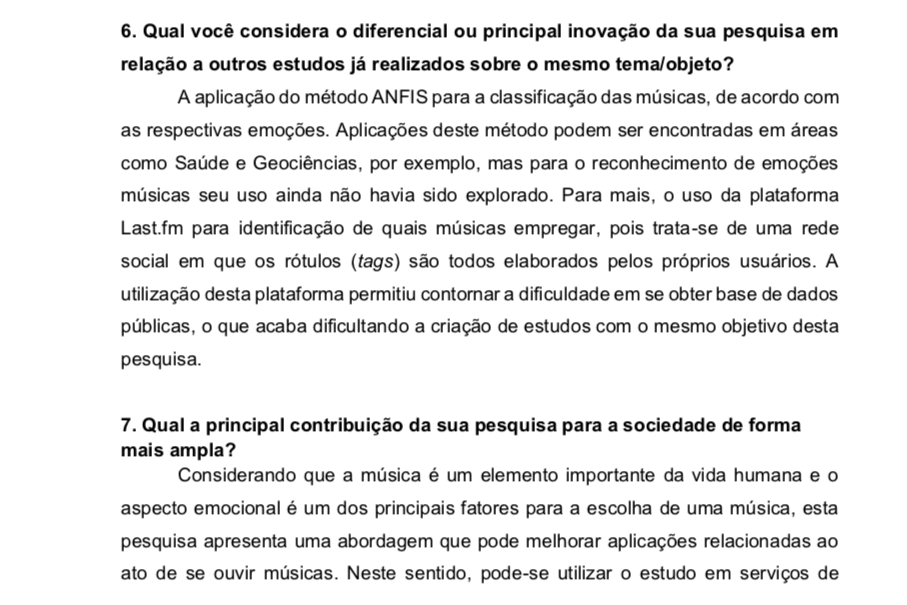 6. Qual você considera o diferencial ou principal inovação da sua pesquisa em
relação a outros estudos já realizados sobre o mesmo tema/objeto?
A aplicação do método ANFIS para a classificação das músicas, de acordo com
as respectivas emoções. Aplicações deste método podem ser encontradas em áreas
como Saúde e Geociências, por exemplo, mas para o reconhecimento de emoções
músicas seu uso ainda não havia sido explorado. Para mais, o uso da plataforma
Last.fm para identificação de quais músicas empregar, pois trata-se de uma rede
social em que os rótulos (tags) são todos elaborados pelos próprios usuários. A
utilização desta plataforma permitiu contornar a dificuldade em se obter base de dados
públicas, o que acaba dificultando a criação de estudos com o mesmo objetivo desta
pesquisa.
7. Qual a principal contribuição da sua pesquisa para a sociedade de forma
mais ampla?
Considerando que a música é um elemento importante da vida humana e o
aspecto emocional é um dos principais fatores para a escolha de uma música, esta
pesquisa apresenta uma abordagem que pode melhorar aplicações relacionadas ao
ato de se ouvir músicas. Neste sentido, pode-se utilizar o estudo em serviços de